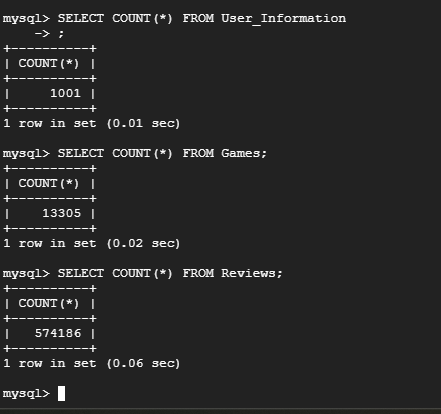 mysql> SELECT COUNT(*) FROM User_Information
    -> ;
+----------+
| COUNT(*) |
+----------+
|     1001 |
+----------+
1 row in set (0.01 sec)

mysql> SELECT COUNT(*) FROM Games;
+----------+
| COUNT(*) |
+----------+
|    13305 |
+----------+
1 row in set (0.02 sec)

mysql> SELECT COUNT(*) FROM Reviews;
+----------+
| COUNT(*) |
+----------+
|   574186 |
+----------+
1 row in set (0.06 sec)

mysql>